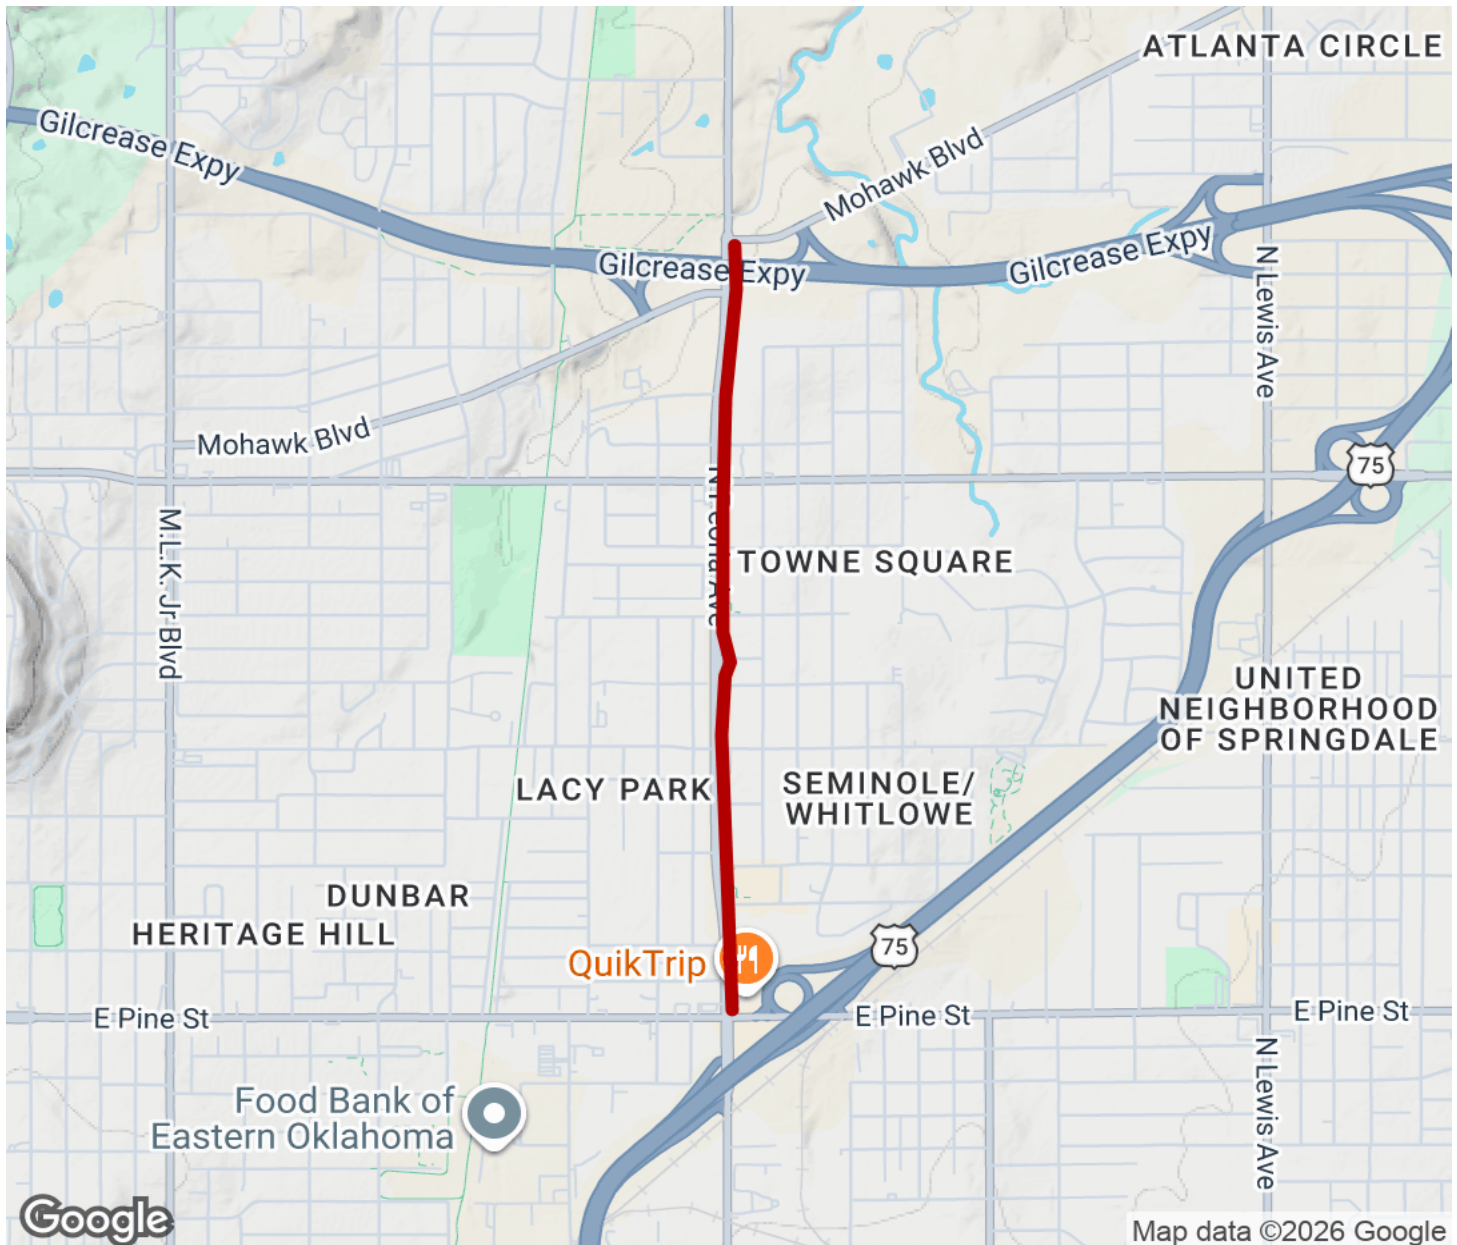 ATLANTA CIRCLE
Gilcrease Expy
Mohawk Blvd
Gilcrease Expy
Gilcrease Expy
N Lewis Ave
Mohawk Blvd
75
M.L.K. Jr Blvd
TOWNE SQUARE
UNITED
NEIGHBORHOOD
OF SPRINGDALE
LACY PARK
SEMINOLE/
WHITLOWE
DUNBAR
HERITAGE HILL
75
QuikTrip
E Pine St
E Pine St
E Pine St
N Lewis Ave
Food Bank of
Eastern Oklahoma
Google
Map data ©2026 Google